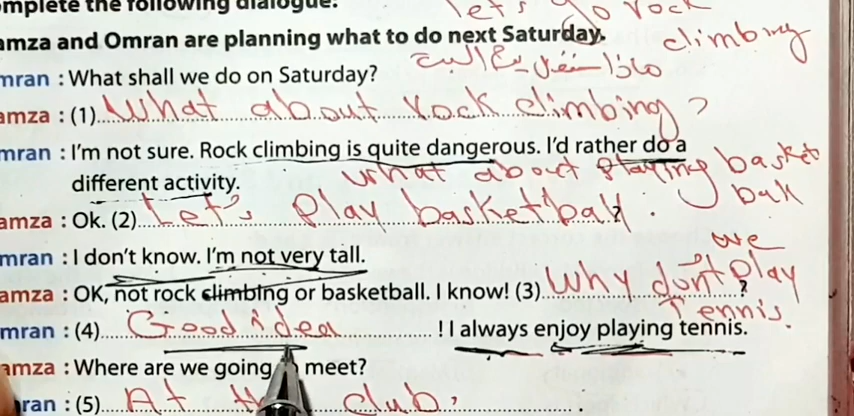 mplete the following dialogue:
let's go rock
climbing
amza and Omran are planning what to do next Saturday.
ماذا سنفعل
mran : What shall we do on Saturday?
amza : (1) What about rock climbing?
mran : I'm not sure. Rock climbing is quite dangerous. I'd rather do a
different activity.
what about playing basket
ball
amza : Ok. (2) Let's play basketball?.
mran : I don't know. I'm not very tall.
amza : OK, not rock climbing or basketball. I know! (3) Why don't we play ?
Tennis.
mran : (4) Good idea ! I always enjoy playing tennis.
amza : Where are we going meet?
ran : (5) At club. .